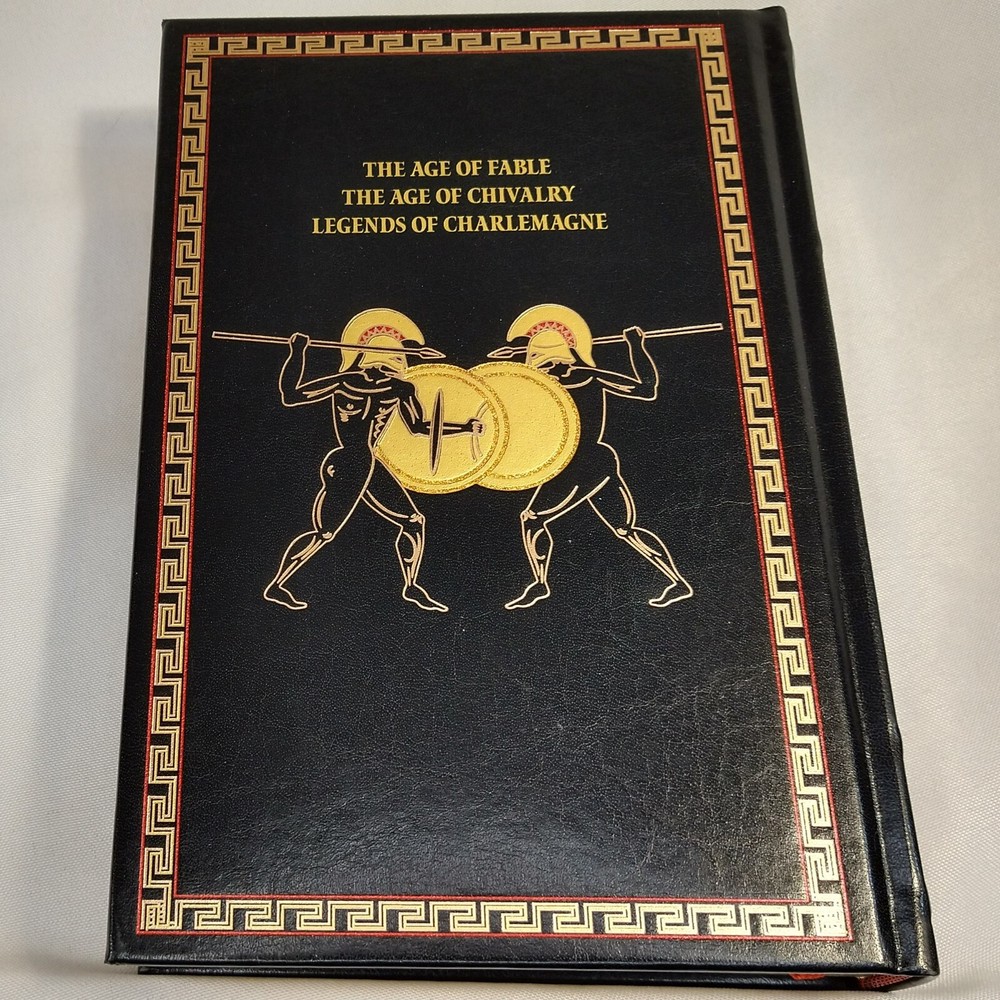 THE AGE OF FABLE
THE AGE OF CHIVALRY
LEGENDS OF CHARLEMAGNE